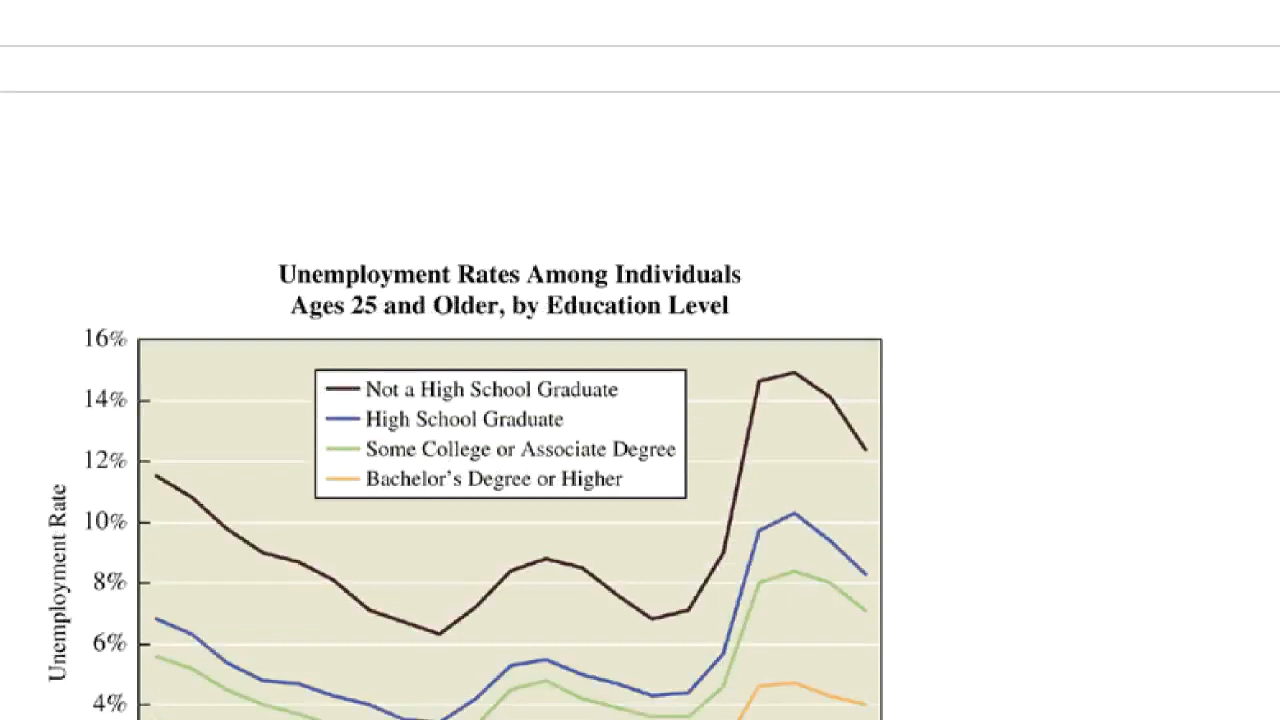 Unemployment Rates Among Individuals
Ages 25 and Older, by Education Level
16%
Not a High School Graduate
14%
High School Graduate
Some College or Associate Degree
12%
Bachelor's Degree or Higher
10%
8%
6%
4%
Unemployment Rate